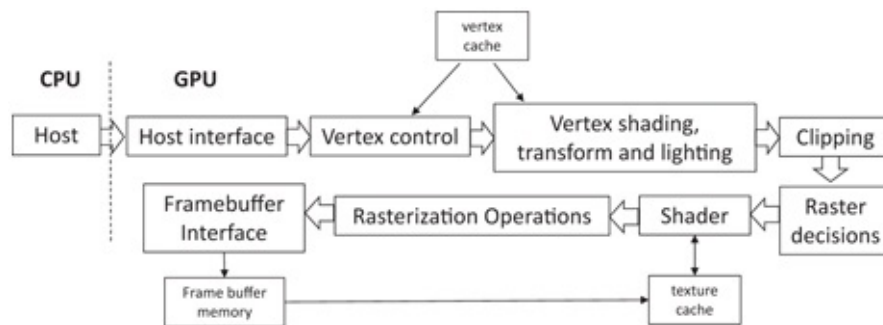 vertex
cache
CPU
GPU
Host
Host interface
Vertex control
Vertex shading,
transform and lighting
Clipping
Framebuffer
Interface
Rasterization Operations
Shader
Raster
decisions
Frame buffer
memory
texture
cache